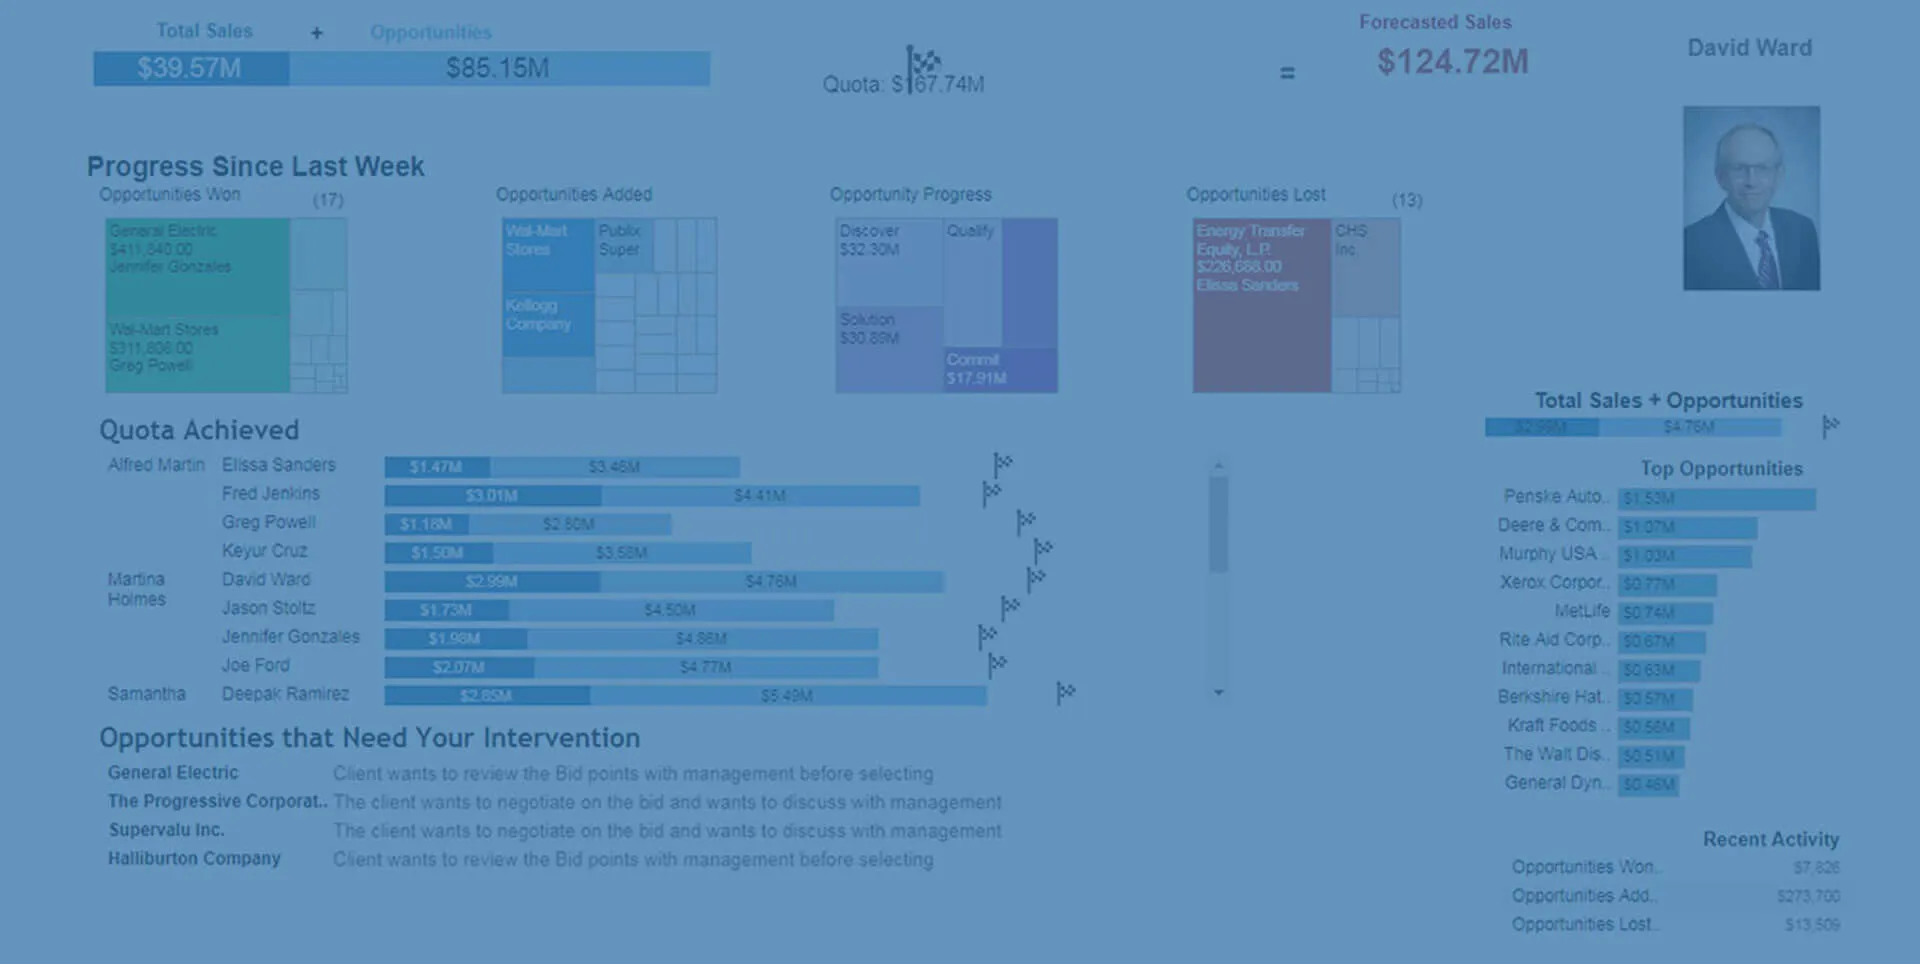 Total Sales + Opportunities
$39.57M $85.15M
Quota: $167.74M
=
Forecasted Sales
$124.72M
David Ward
Progress Since Last Week
Opportunities Won (17)
General Electric
$411,840.00
Jennifer Gonzales
Wal-Mart Stores
$311,806.00
Greg Powell
Opportunities Added
Wal-Mart
Stores
Publix
Super
Kellogg
Company
Opportunity Progress
Discover
$32.30M
Qualify
Solution
$30.89M
Commit
$17.91M
Opportunities Lost (13)
Energy Transfer
Equity, L.P.
$226,688.00
Elissa Sanders
CHS
Inc
Quota Achieved
Alfred Martin Elissa Sanders $1.47M $3.46M
Fred Jenkins $3.01M $4.41M
Greg Powell $1.18M $2.80M
Keyur Cruz $1.50M $3.58M
Martina
Holmes
David Ward $2.99M $4.76M
Jason Stoltz $1.73M $4.50M
Jennifer Gonzales $1.98M $4.86M
Joe Ford $2.07M $4.77M
Samantha Deepak Ramirez $2.85M $5.49M
Opportunities that Need Your Intervention
General Electric Client wants to review the Bid points with management before selecting
The Progressive Corporat.. The client wants to negotiate on the bid and wants to discuss with management
Supervalu Inc. The client wants to negotiate on the bid and wants to discuss with management
Halliburton Company Client wants to review the Bid points with management before selecting
Total Sales + Opportunities
$2.99M $4.76M
Top Opportunities
Penske Auto.. $1.53M
Deere & Com.. $1.07M
Murphy USA .. $1.03M
Xerox Corpor.. $0.77M
MetLife $0.74M
Rite Aid Corp.. $0.67M
International .. $0.63M
Berkshire Hat.. $0.57M
Kraft Foods .. $0.56M
The Walt Dis.. $0.51M
General Dyn.. $0.46M
Recent Activity
Opportunities Won.. $7,826
Opportunities Add.. $273,700
Opportunities Lost.. $13,509